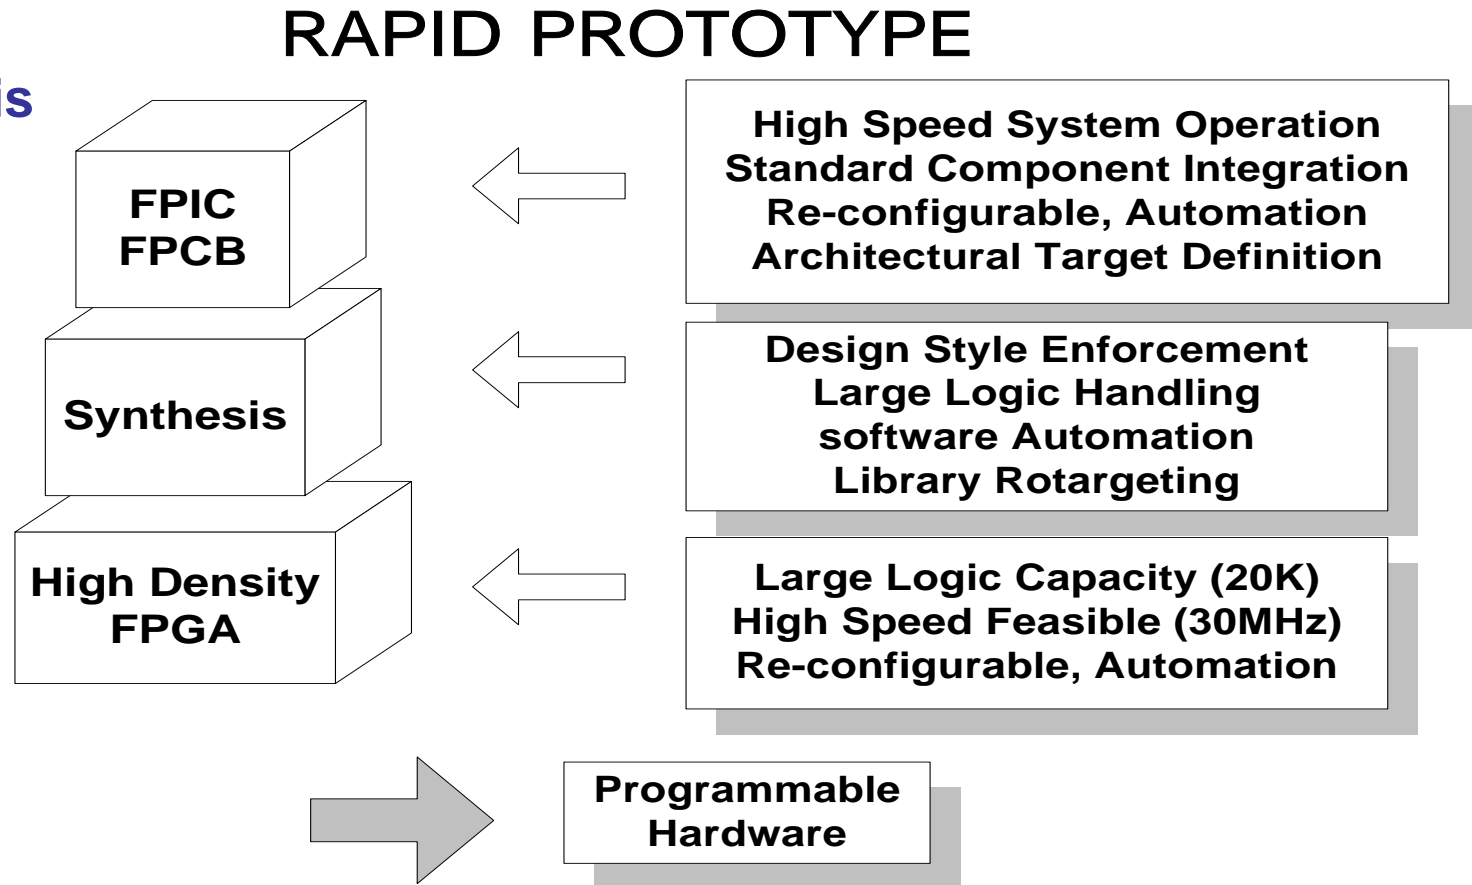 RAPID PROTOTYPE
is
FPIC
FPCB
High Speed System Operation
Standard Component Integration
Re-configurable, Automation
Architectural Target Definition
Synthesis
Design Style Enforcement
Large Logic Handling
software Automation
Library Rotargeting
High Density
FPGA
Large Logic Capacity (20K)
High Speed Feasible (30MHz)
Re-configurable, Automation
Programmable
Hardware